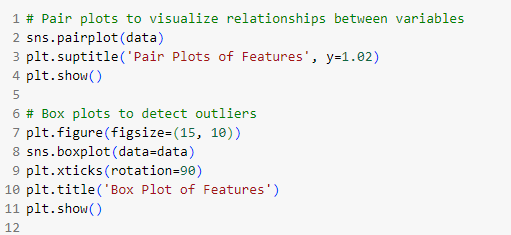 1 # Pair plots to visualize relationships between variables
2 sns.pairplot(data)
3 plt.suptitle('Pair Plots of Features', y=1.02)
4 plt.show()
5
6 # Box plots to detect outliers
7 plt.figure(figsize=(15, 10))
8 sns.boxplot(data=data)
9 plt.xticks(rotation=90)
10 plt.title('Box Plot of Features')
11 plt.show()
12